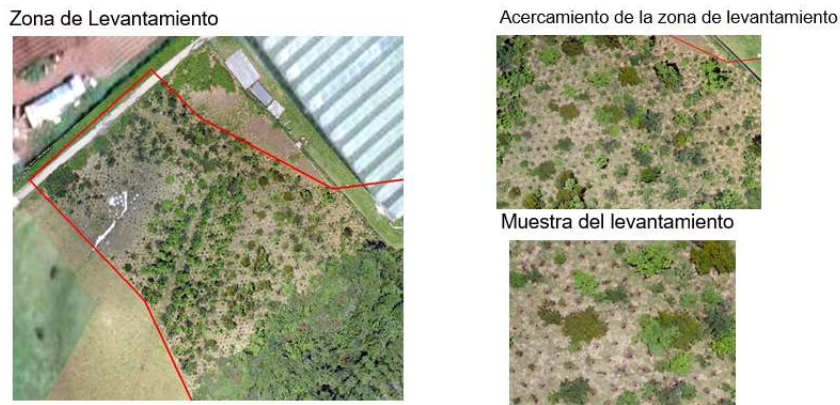 Zona de Levantamiento
Acercamiento de la zona de levantamiento
Muestra del levantamiento